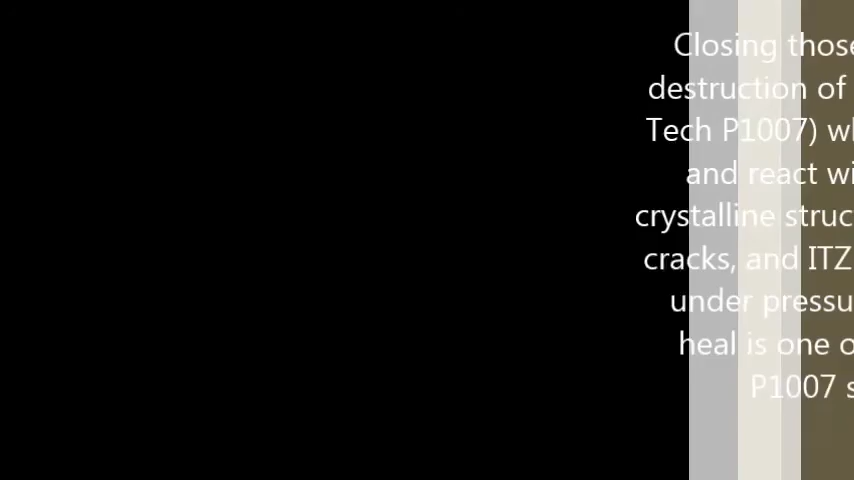 Closing those
destruction of
Tech P1007) wh
and react wi
crystalline struc
cracks, and ITZ
under pressu
heal is one o
P1007 s